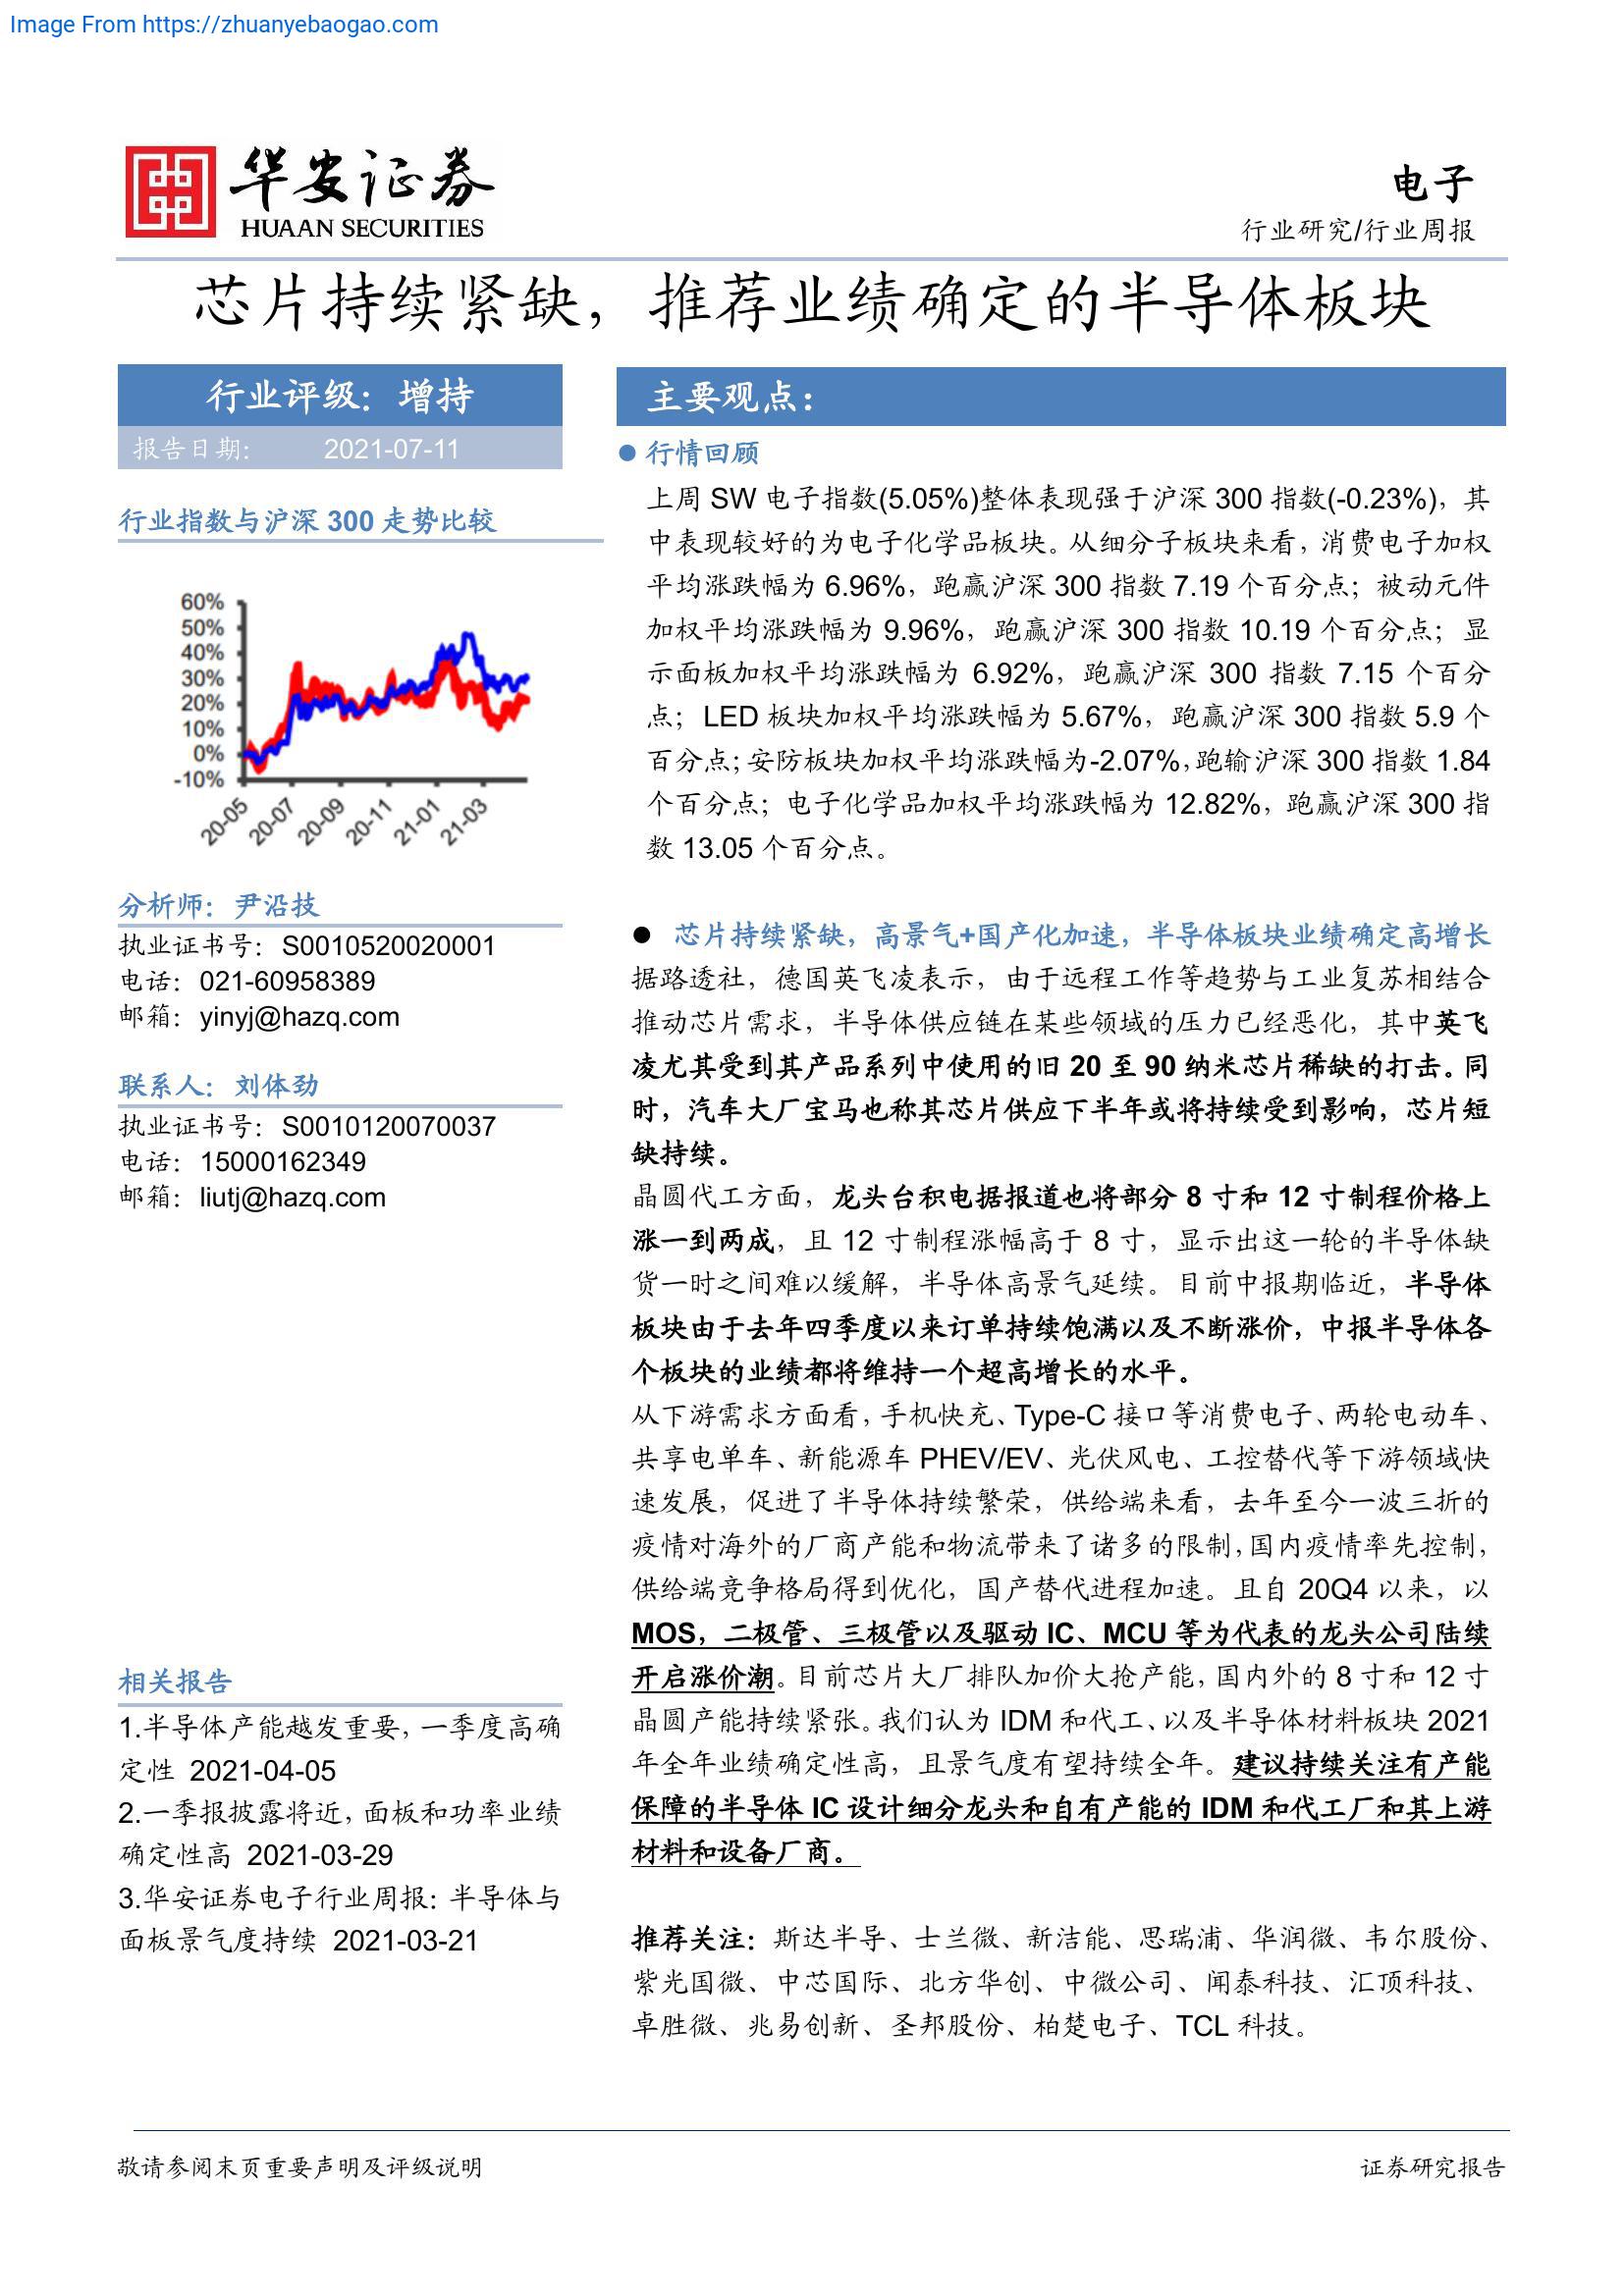 Image From https://zhuanyebaogao.com
华安证券
HUAAN SECURITIES
电子
行业研究/行业周报
芯片持续紧缺，推荐业绩确定的半导体板块
行业评级：增持
报告日期： 2021-07-11
行业指数与沪深 300 走势比较
60%
50%
40%
30%
20%
10%
0%
-10%
20-05
20-07
20-09
20-11
21-01
21-03
分析师：尹沿技
执业证书号：S0010520020001
电话：021-60958389
邮箱：yinyj@hazq.com
联系人：刘体劲
执业证书号：S0010120070037
电话：15000162349
邮箱：liutj@hazq.com
相关报告
1.半导体产能越发重要，一季度高确
定性 2021-04-05
2.一季报披露将近，面板和功率业绩
确定性高 2021-03-29
3.华安证券电子行业周报：半导体与
面板景气度持续 2021-03-21
主要观点：
● 行情回顾
上周 SW 电子指数(5.05%)整体表现强于沪深 300 指数(-0.23%)，其
中表现较好的为电子化学品板块。从细分子板块来看，消费电子加权
平均涨跌幅为 6.96%，跑赢沪深 300 指数 7.19 个百分点；被动元件
加权平均涨跌幅为 9.96%，跑赢沪深 300 指数 10.19 个百分点；显
示面板加权平均涨跌幅为 6.92%，跑赢沪深 300 指数 7.15 个百分
点；LED 板块加权平均涨跌幅为 5.67%，跑赢沪深 300 指数 5.9 个
百分点；安防板块加权平均涨跌幅为-2.07%，跑输沪深 300 指数 1.84
个百分点；电子化学品加权平均涨跌幅为 12.82%，跑赢沪深 300 指
数 13.05 个百分点。
● 芯片持续紧缺，高景气+国产化加速，半导体板块业绩确定高增长
据路透社，德国英飞凌表示，由于远程工作等趋势与工业复苏相结合
推动芯片需求，半导体供应链在某些领域的压力已经恶化，其中英飞
凌尤其受到其产品系列中使用的旧 20 至 90 纳米芯片稀缺的打击。同
时，汽车大厂宝马也称其芯片供应下半年或将持续受到影响，芯片短
缺持续。
晶圆代工方面，龙头台积电据报道也将部分 8 寸和 12 寸制程价格上
涨一到两成，且 12 寸制程涨幅高于 8 寸，显示出这一轮的半导体缺
货一时之间难以缓解，半导体高景气延续。目前中报期临近，半导体
板块由于去年四季度以来订单持续饱满以及不断涨价，中报半导体各
个板块的业绩都将维持一个超高增长的水平。
从下游需求方面看，手机快充、Type-C 接口等消费电子、两轮电动车、
共享电单车、新能源车 PHEV/EV、光伏风电、工控替代等下游领域快
速发展，促进了半导体持续繁荣，供给端来看，去年至今一波三折的
疫情对海外的厂商产能和物流带来了诸多的限制，国内疫情率先控制，
供给端竞争格局得到优化，国产替代进程加速。且自 20Q4 以来，以
MOS，二极管、三极管以及驱动 IC、MCU 等为代表的龙头公司陆续
开启涨价潮。目前芯片大厂排队加价大抢产能，国内外的 8 寸和 12 寸
晶圆产能持续紧张。我们认为 IDM 和代工、以及半导体材料板块 2021
年全年业绩确定性高，且景气度有望持续全年。建议持续关注有产能
保障的半导体 IC 设计细分龙头和自有产能的 IDM 和代工厂和其上游
材料和设备厂商。
推荐关注：斯达半导、士兰微、新洁能、思瑞浦、华润微、韦尔股份、
紫光国微、中芯国际、北方华创、中微公司、闻泰科技、汇顶科技、
卓胜微、兆易创新、圣邦股份、柏楚电子、TCL 科技。
敬请参阅末页重要声明及评级说明
证券研究报告